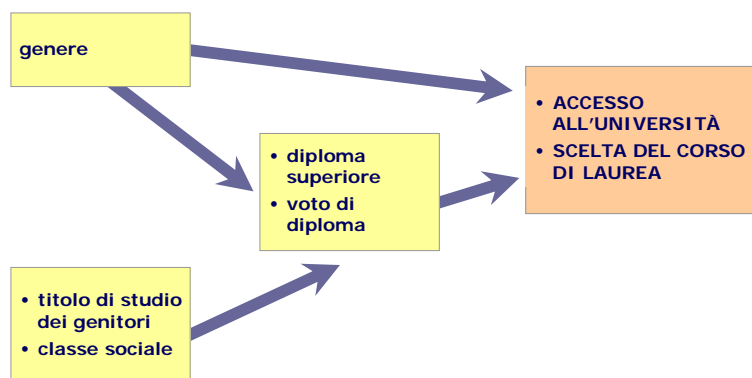 genere
• ACCESSO
ALL'UNIVERSITÀ
• SCELTA DEL CORSO
DI LAUREA
• diploma
superiore
• voto di
diploma
• titolo di studio
dei genitori
• classe sociale